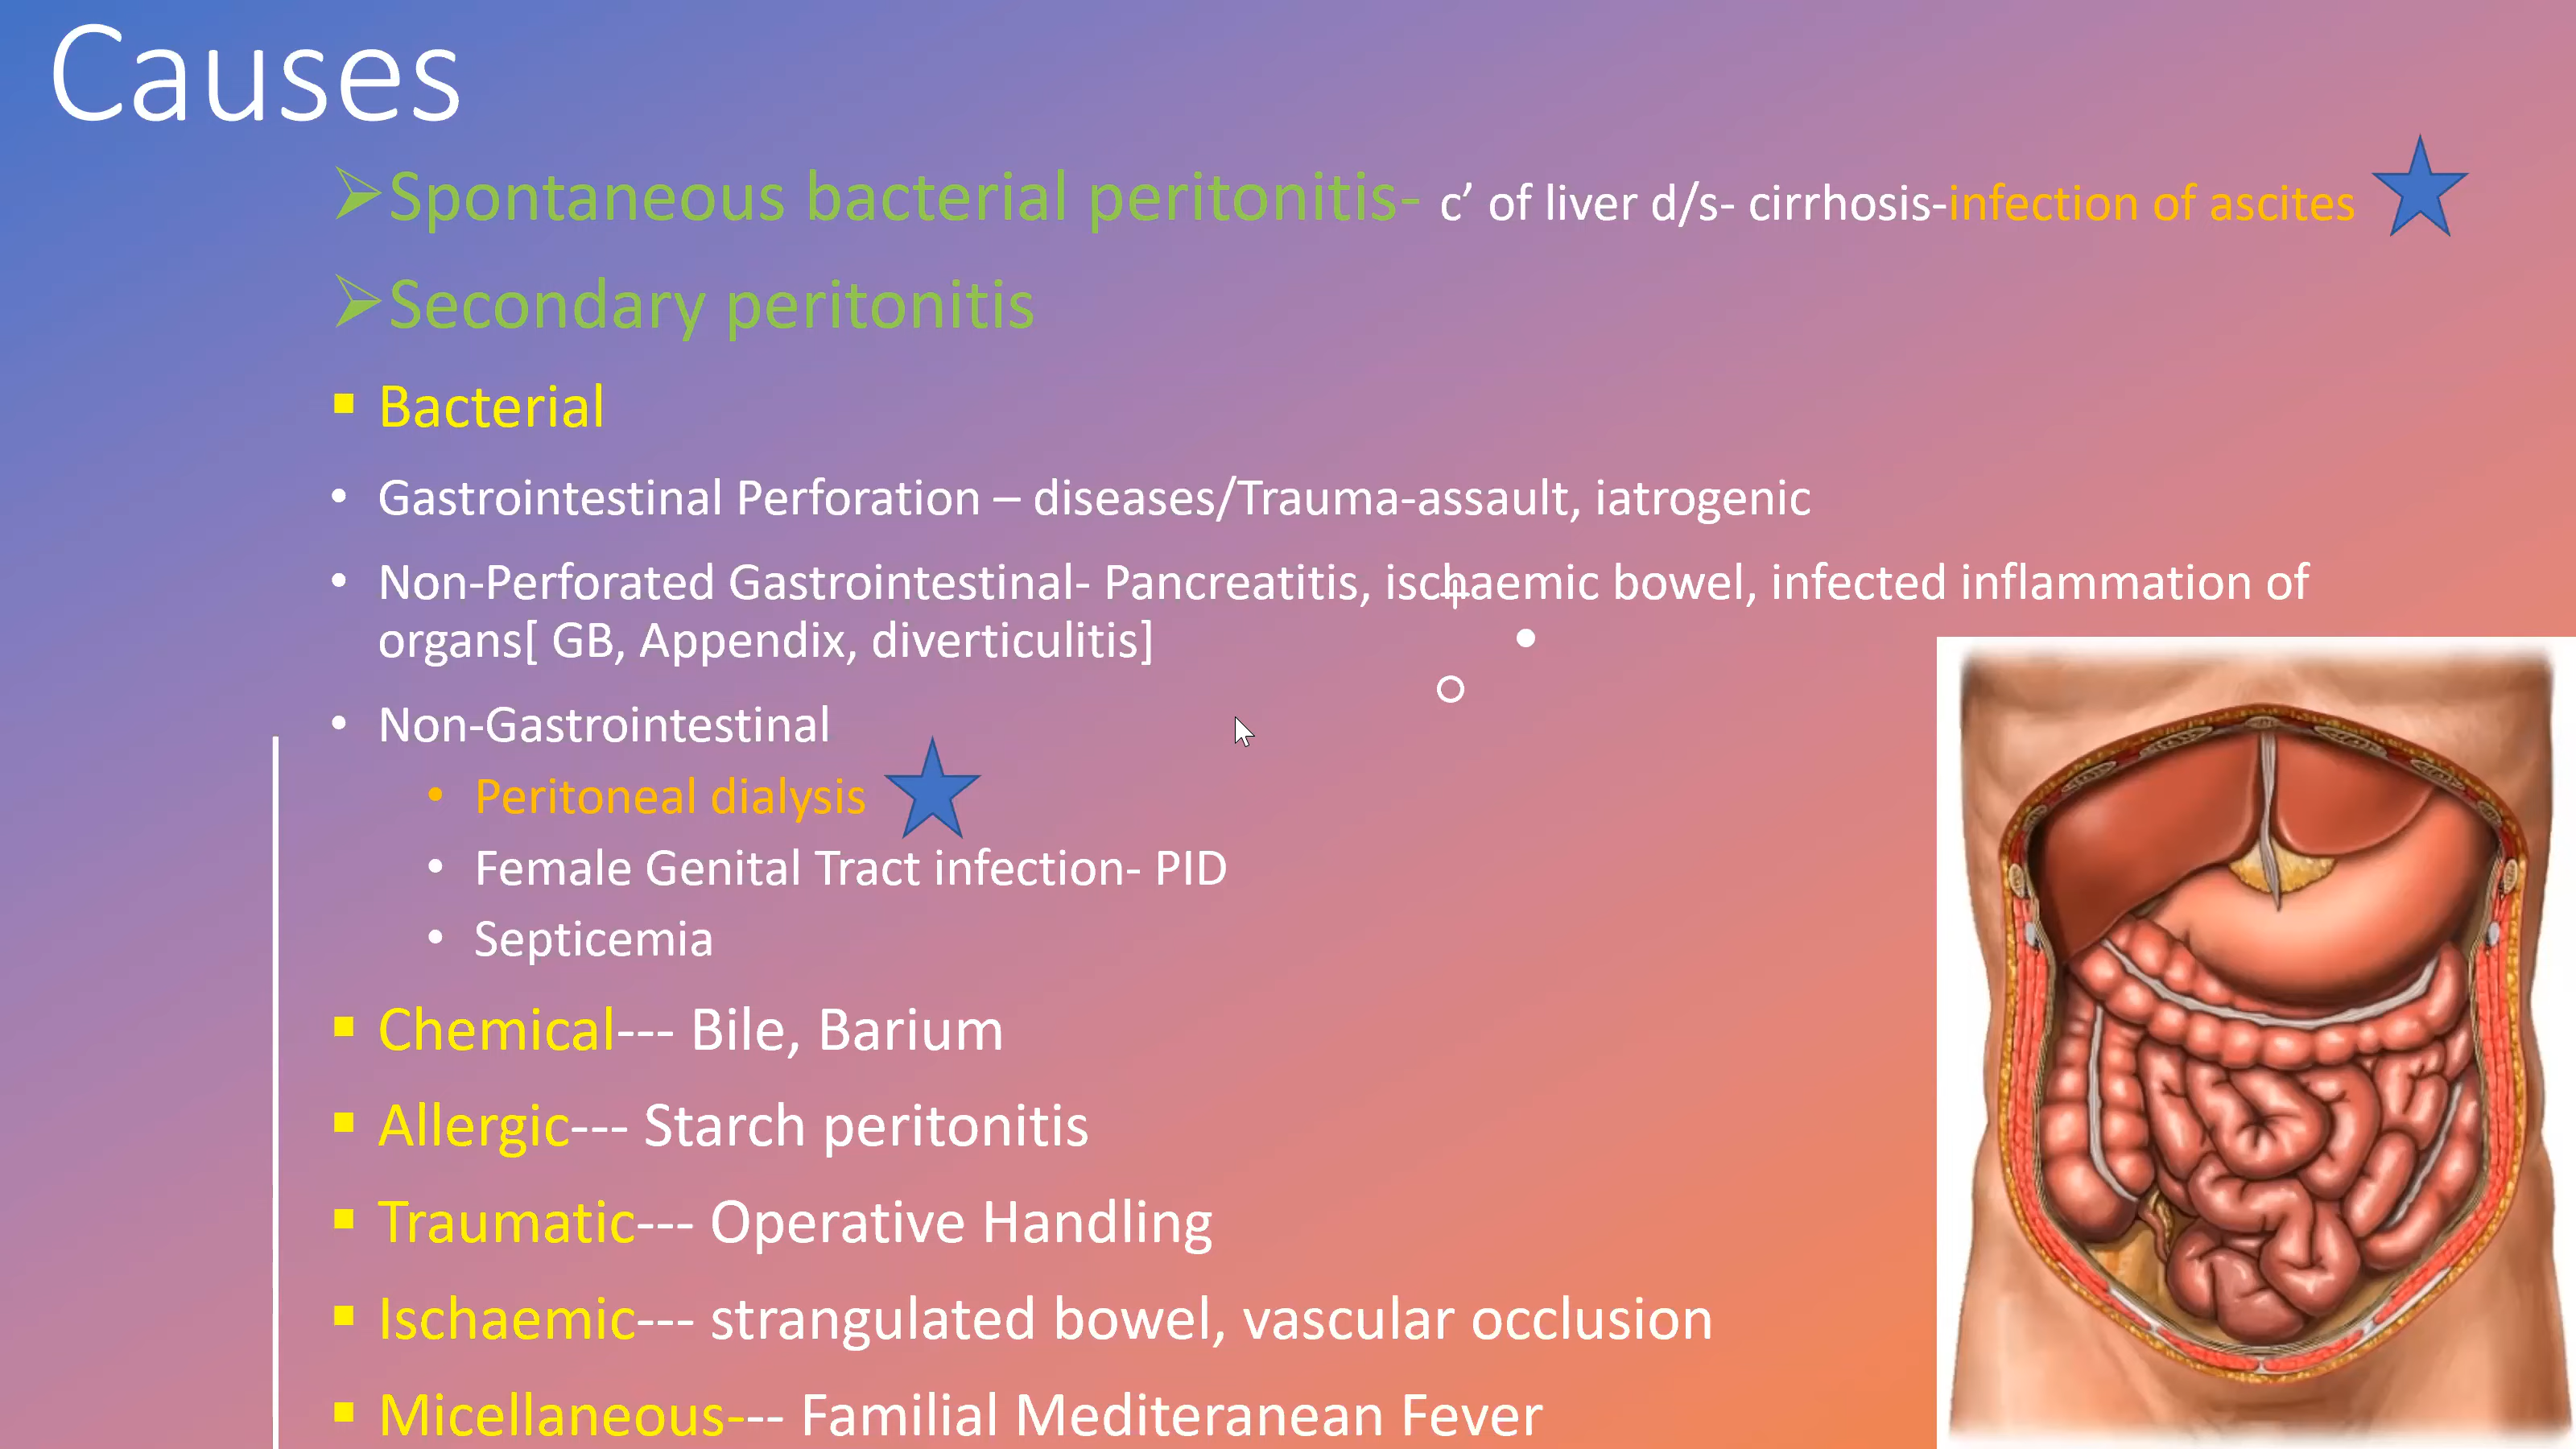 Causes
➢Spontaneous bacterial peritonitis- c’ of liver d/s- cirrhosis-infection of ascites
➢Secondary peritonitis
▪ Bacterial
• Gastrointestinal Perforation – diseases/Trauma-assault, iatrogenic
• Non-Perforated Gastrointestinal- Pancreatitis, ischaemic bowel, infected inflammation of
organs[ GB, Appendix, diverticulitis]
• Non-Gastrointestinal
• Peritoneal dialysis
• Female Genital Tract infection- PID
• Septicemia
▪ Chemical--- Bile, Barium
▪ Allergic--- Starch peritonitis
▪ Traumatic--- Operative Handling
▪ Ischaemic--- strangulated bowel, vascular occlusion
▪ Micellaneous--- Familial Mediteranean Fever